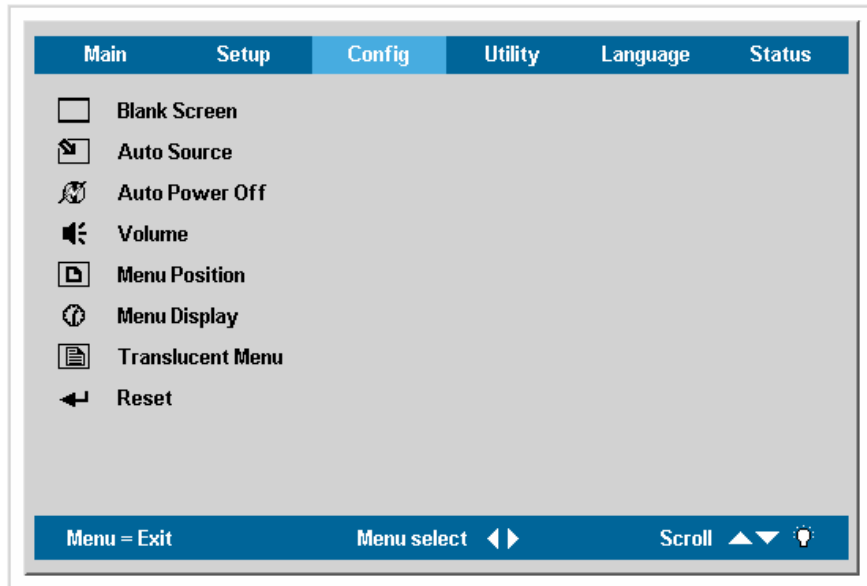 Main Setup Config Utility Language Status
Blank Screen
Auto Source
Auto Power Off
Volume
Menu Position
Menu Display
Translucent Menu
Reset
Menu = Exit Menu select Scroll